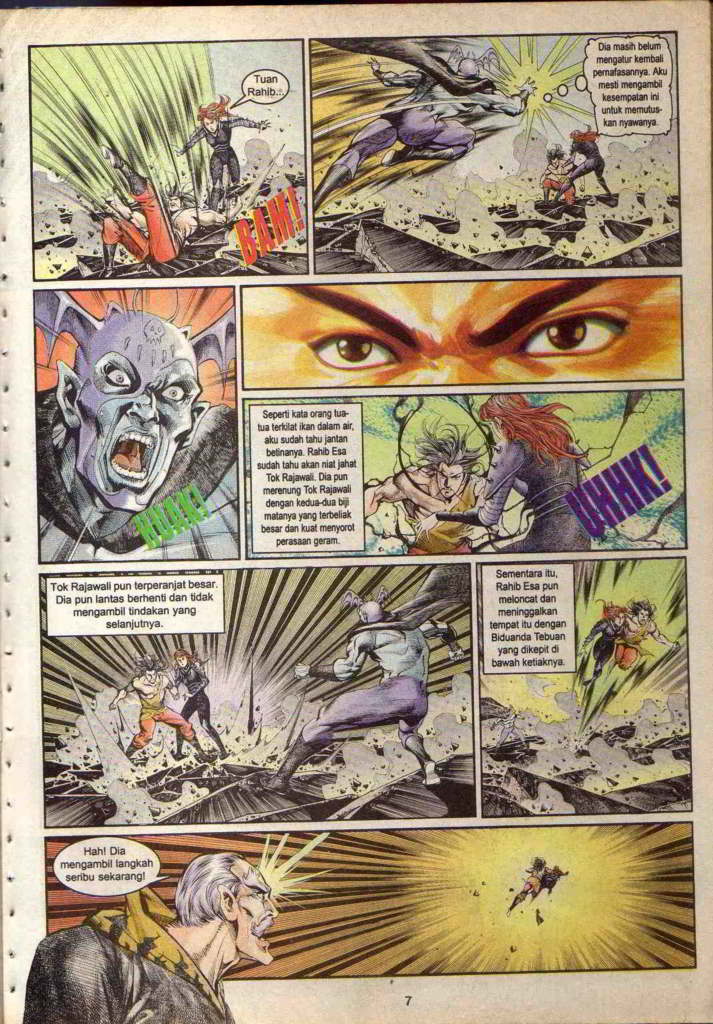 Tuan
Rahib...
BAM!
Dia masih belum
mengatur kembali
pernafasannya. Aku
mesti mengambil
kesempatan ini
untuk memutus-
kan nyawanya.
HUAK!
Seperti kata orang tua-
tua terkilat ikan dalam air,
aku sudah tahu jantan
betinanya. Rahib Esa
sudah tahu akan niat jahat
Tok Rajawali. Dia pun
merenung Tok Rajawali
dengan kedua-dua biji
matanya yang terbeliak
besar dan kuat menyorot
perasaan geram.
UHHK!
Tok Rajawali pun terperanjat besar.
Dia pun lantas berhenti dan tidak
mengambil tindakan yang
selanjutnya.
Sementara itu,
Rahib Esa pun
meloncat dan
meninggalkan
tempat itu dengan
Biduanda Tebuan
yang dikepit di
bawah ketiaknya.
Hah! Dia
mengambil langkah
seribu sekarang!
7